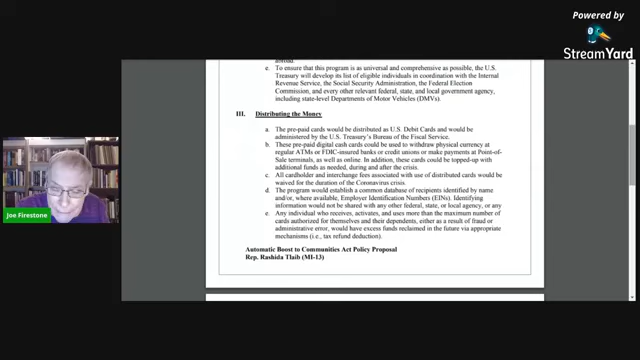 Powered by
StreamYard
abroad.
e. To ensure that this program is as universal and comprehensive as possible, the U.S.
Treasury will develop its list of eligible individuals in coordination with the Internal
Revenue Service, the Social Security Administration, the Federal Election
Commission, and every other relevant federal, state, and local government agency,
including state-level Departments of Motor Vehicles (DMVs).
III. Distributing the Money
a. The pre-paid cards would be distributed as U.S. Debit Cards and would be
administered by the U.S. Treasury's Bureau of the Fiscal Service.
b. These pre-paid digital cash cards could be used to withdraw physical currency at
regular ATMs or FDIC-insured banks or credit unions or make payments at Point-of-
Sale terminals, as well as online. In addition, these cards could be topped-up with
additional funds as needed, during and after the crisis.
c. All cardholder and interchange fees associated with use of distributed cards would
be waived for the duration of the Coronavirus crisis.
d. The program would establish a common database of recipients identified by name
and/or, where available, Employer Identification Numbers (EINs). Identifying
information would not be shared with any other federal, state, or local agency, or any
e. Any individual who receives, activates, and uses more than the maximum number of
cards authorized for themselves and their dependents, either as a result of fraud or
administrative error, would have excess funds reclaimed in the future via appropriate
mechanisms (i.e., tax refund deduction).
Automatic Boost to Communities Act Policy Proposal
Rep. Rashida Tlaib (MI-13)
Joe Firestone